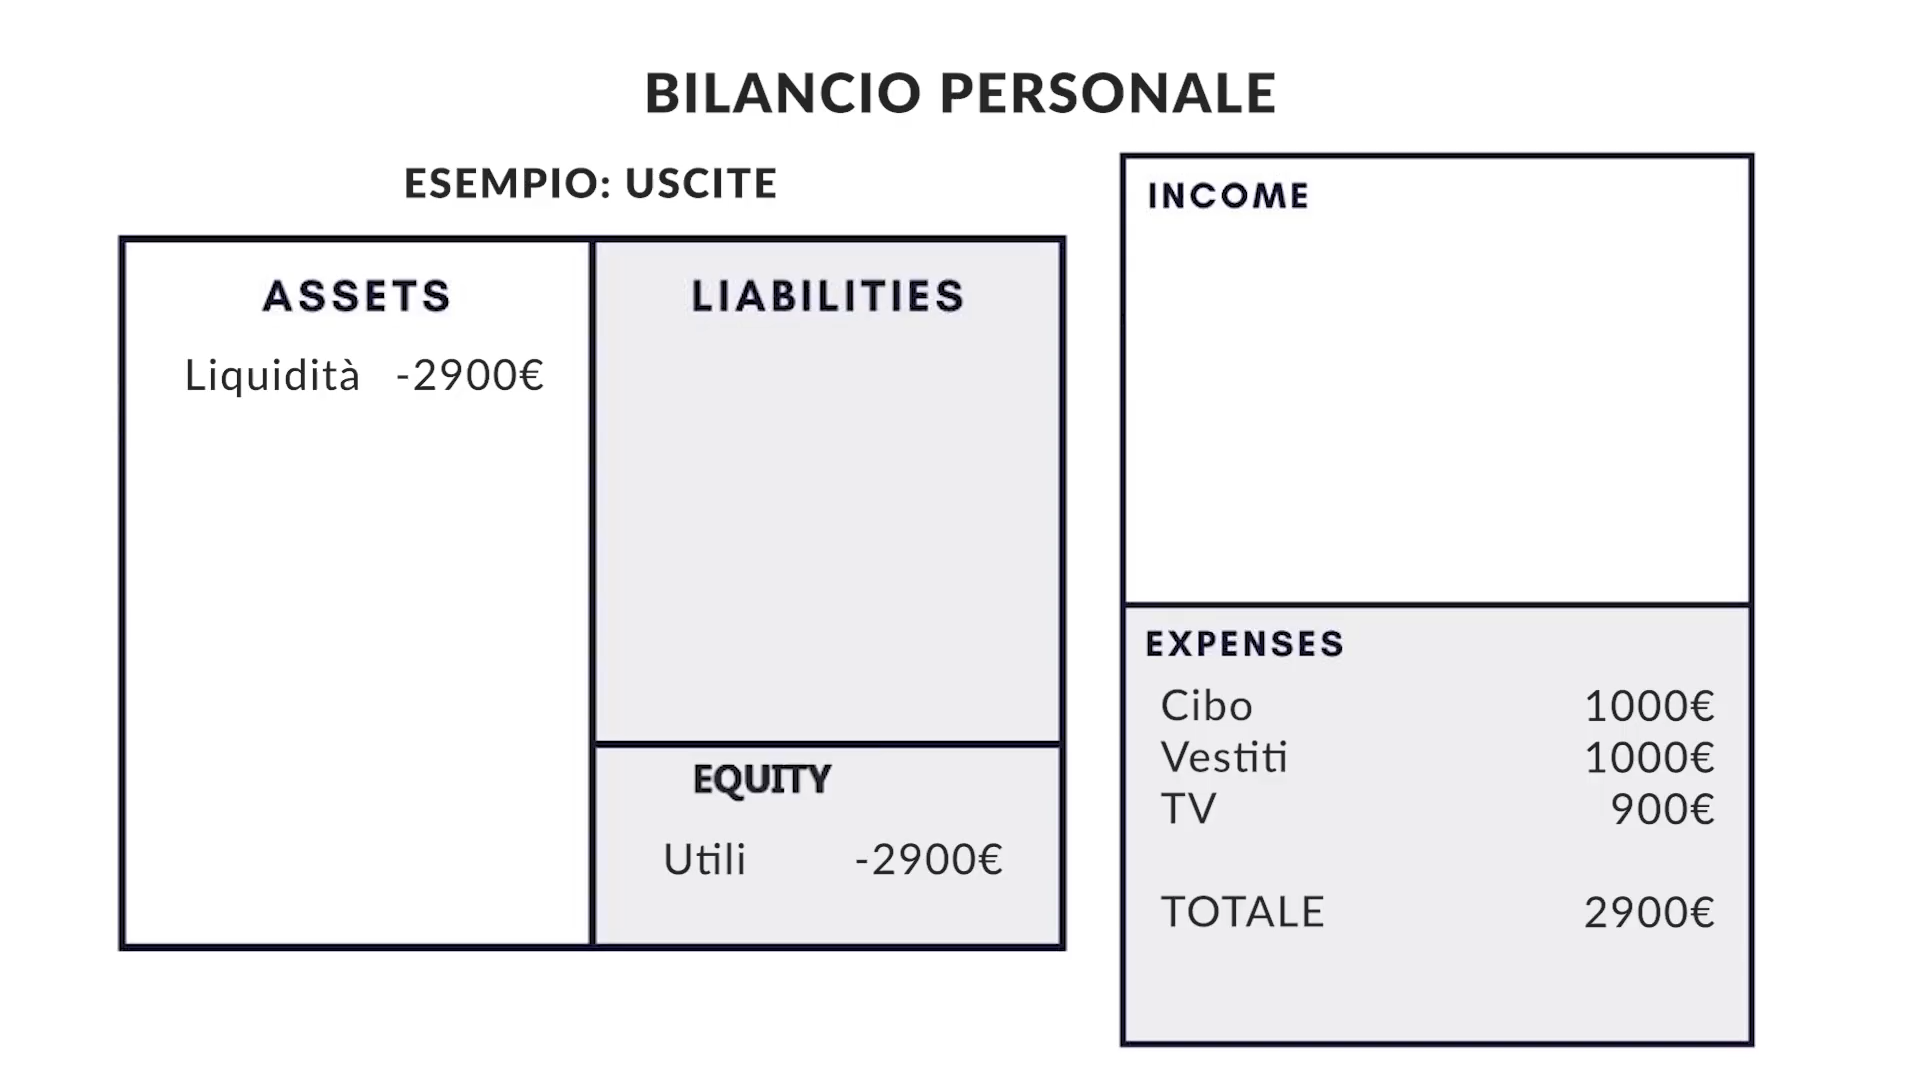 BILANCIO PERSONALE
ESEMPIO: USCITE
ASSETS
Liquidità -2900€
LIABILITIES
EQUITY
Utili -2900€
INCOME
EXPENSES
Cibo 1000€
Vestiti 1000€
TV 900€
TOTALE 2900€